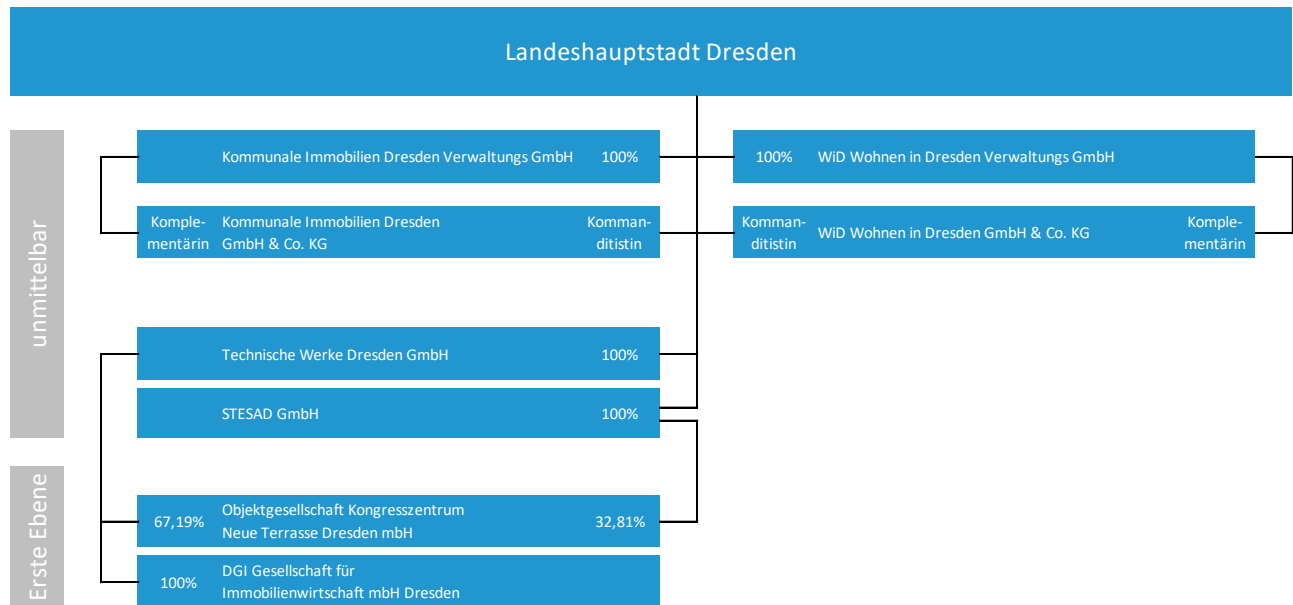 Landeshauptstadt Dresden
unmittelbar
Kommunale Immobilien Dresden Verwaltungs GmbH 100%
100% WiD Wohnen in Dresden Verwaltungs GmbH
Komple-
mentärin
Kommunale Immobilien Dresden
GmbH & Co. KG
Komman-
ditistin
Komman-
ditistin
WiD Wohnen in Dresden GmbH & Co. KG
Komple-
mentärin
Technische Werke Dresden GmbH 100%
STESAD GmbH 100%
Erste Ebene
67,19%
Objektgesellschaft Kongresszentrum
Neue Terrasse Dresden mbH
32,81%
100%
DGI Gesellschaft für
Immobilienwirtschaft mbH Dresden